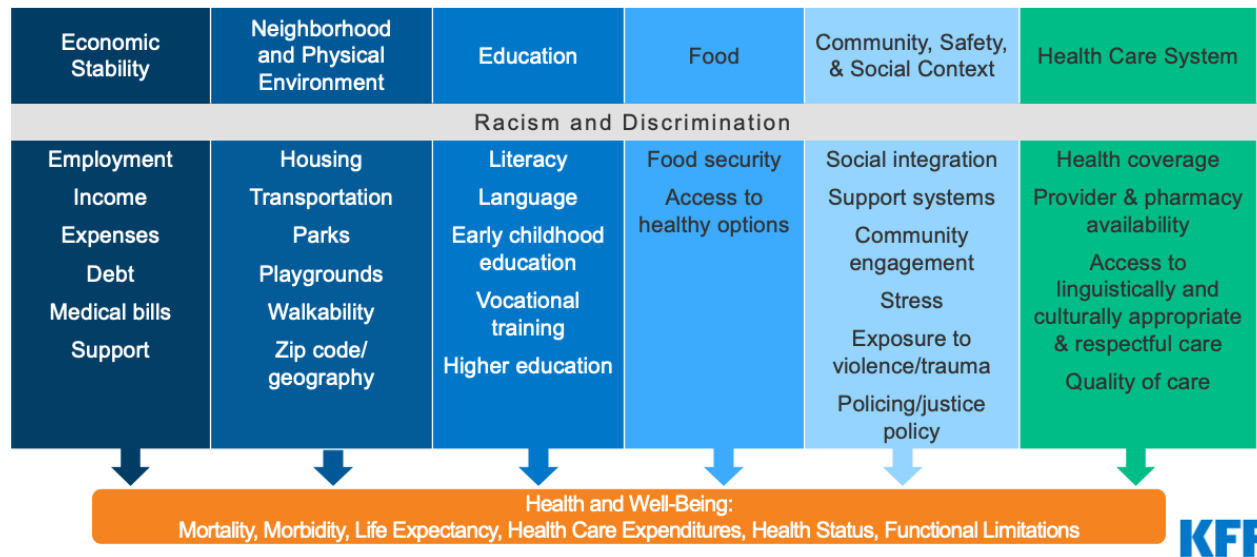 Economic
Stability
Neighborhood
and Physical
Environment
Education
Food
Community, Safety,
& Social Context
Health Care System
Racism and Discrimination
Employment
Income
Expenses
Debt
Medical bills
Support
Housing
Transportation
Parks
Playgrounds
Walkability
Zip code/
geography
Literacy
Language
Early childhood
education
Vocational
training
Higher education
Food security
Access to
healthy options
Social integration
Support systems
Community
engagement
Stress
Exposure to
violence/trauma
Policing/justice
policy
Health coverage
Provider & pharmacy
availability
Access to
linguistically and
culturally appropriate
& respectful care
Quality of care
Health and Well-Being:
Mortality, Morbidity, Life Expectancy, Health Care Expenditures, Health Status, Functional Limitations
KFF